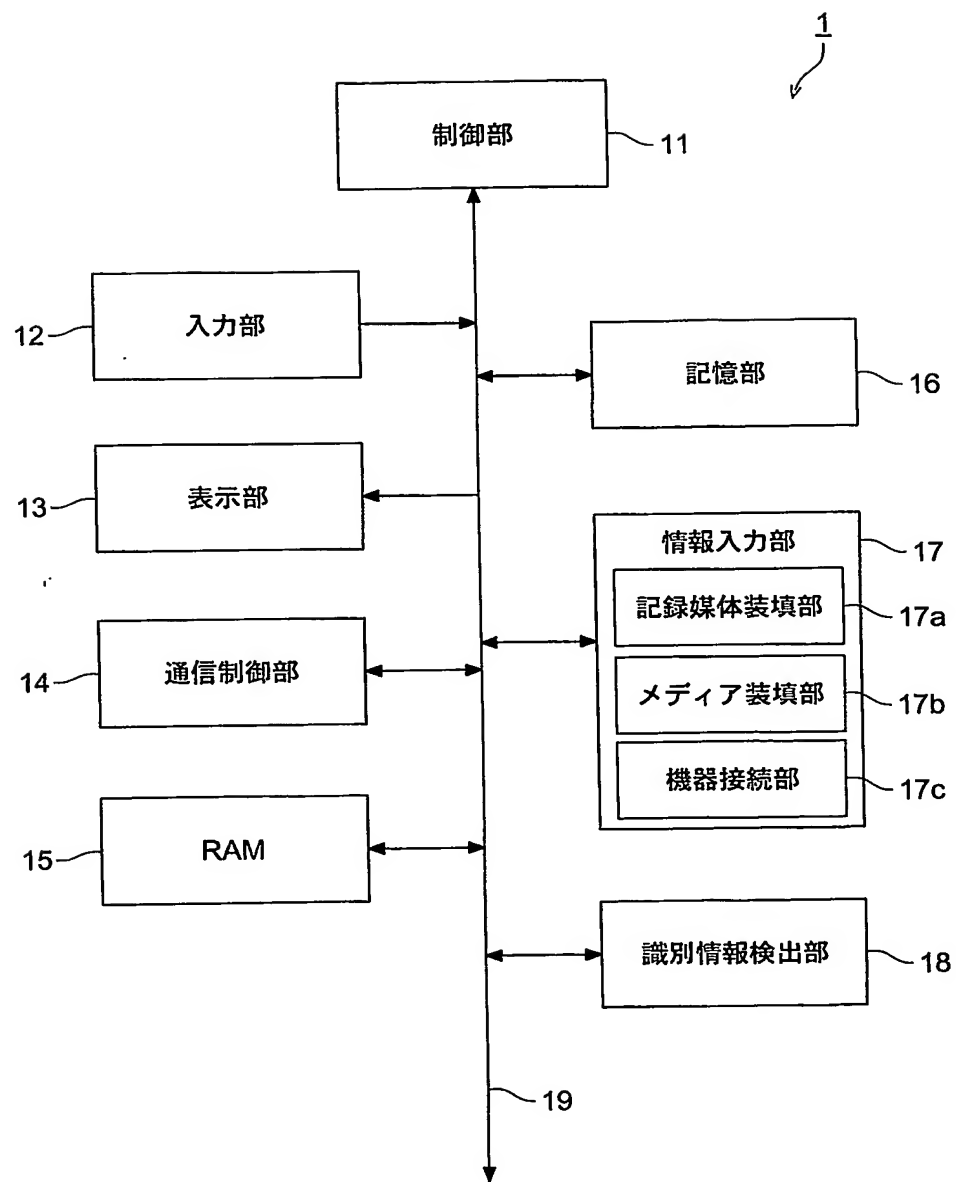 1
制御部
11
入力部
12
記憶部
16
表示部
13
情報入力部
17
記録媒体装填部
17a
メディア装填部
17b
機器接続部
17c
通信制御部
14
RAM
15
識別情報検出部
18
19